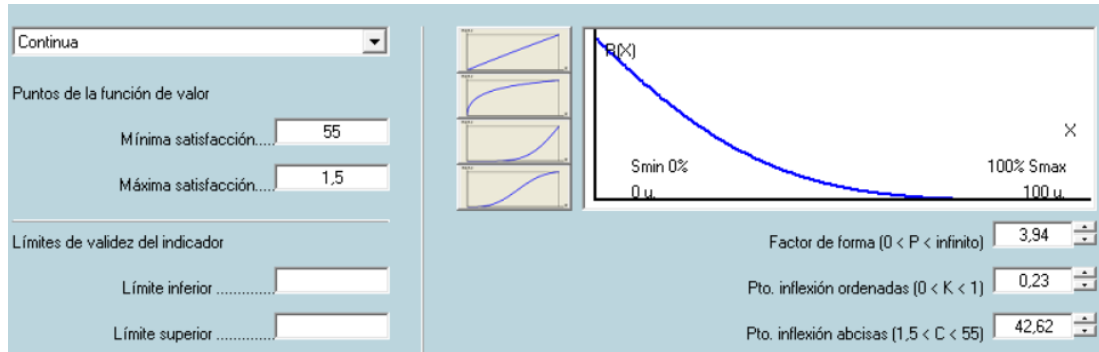 Continua
Puntos de la función de valor
Mínima satisfacción..... 55
Máxima satisfacción..... 1,5
Límites de validez del indicador
Límite inferior ..............
Límite superior ..............
R(X)
X
Smin 0% 100% Smax
0 u. 100 u.
Factor de forma (0 < P < infinito) 3,94
Pto. inflexión ordenadas (0 < K < 1) 0,23
Pto. inflexión abcisas (1,5 < C < 55) 42,62